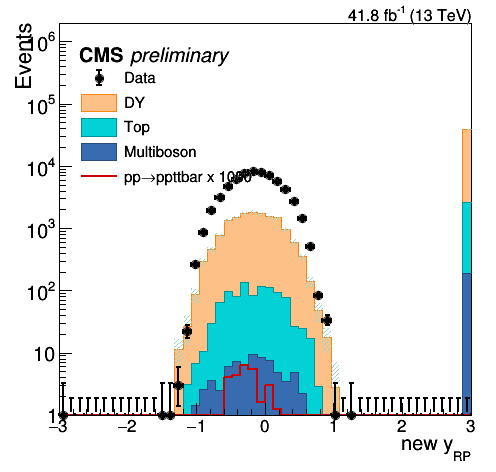 41.8 fb⁻¹ (13 TeV)
Events
CMS preliminary
Data
DY
Top
Multiboson
pp→ppttbar x 1000
10⁶
10⁵
10⁴
10³
10²
10
1
−3 −2 −1 0 1 2 3
new y_RP